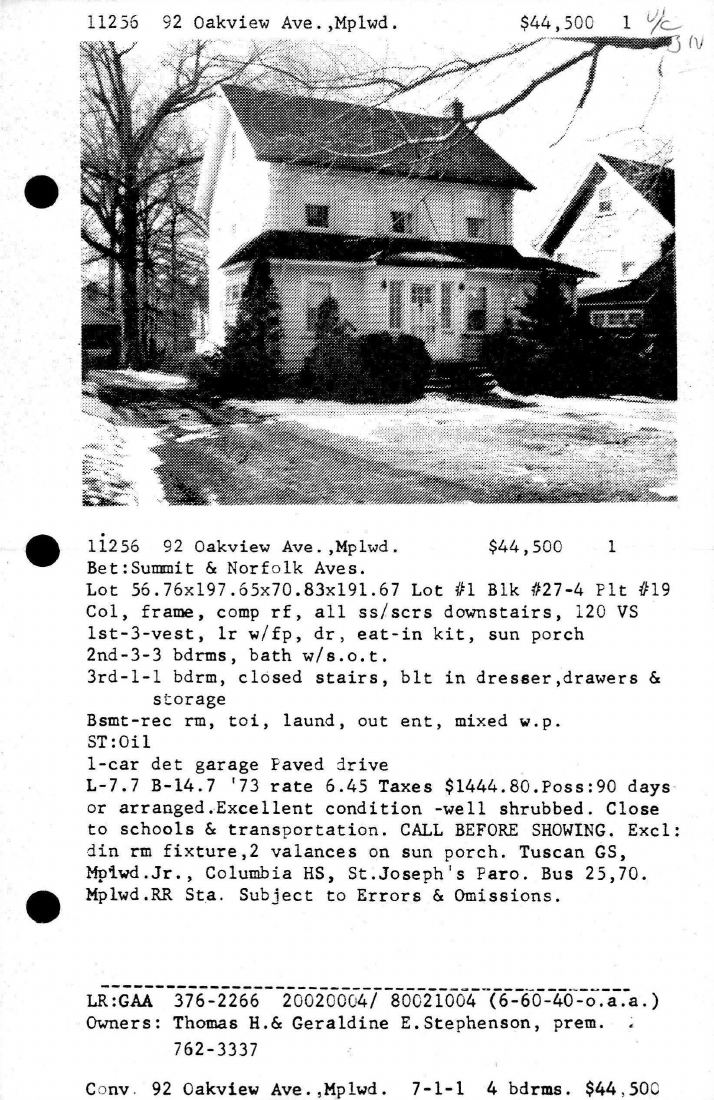 11256 92 Oakview Ave.,Mplwd. $44,500 1 U/C
11256 92 Oakview Ave.,Mplwd. $44,500 1
Bet:Summit & Norfolk Aves.
Lot 56.76x197.65x70.83x191.67 Lot #1 Blk #27-4 Plt #19
Col, frame, comp rf, all ss/scrs downstairs, 120 VS
1st-3-vest, lr w/fp, dr, eat-in kit, sun porch
2nd-3-3 bdrms, bath w/s.o.t.
3rd-1-1 bdrm, closed stairs, blt in dresser,drawers &
storage
Bsmt-rec rm, toi, laund, out ent, mixed w.p.
ST:Oil
1-car det garage Paved drive
L-7.7 B-14.7 '73 rate 6.45 Taxes $1444.80.Poss:90 days
or arranged.Excellent condition -well shrubbed. Close
to schools & transportation. CALL BEFORE SHOWING. Excl:
din rm fixture,2 valances on sun porch. Tuscan GS,
Mplwd.Jr., Columbia HS, St.Joseph's Paro. Bus 25,70.
Mplwd.RR Sta. Subject to Errors & Omissions.
LR:GAA 376-2266 20020004/ 80021004 (6-60-40-o.a.a.)
Owners: Thomas H.& Geraldine E.Stephenson, prem.
762-3337
Conv. 92 Oakview Ave.,Mplwd. 7-1-1 4 bdrms. $44,500